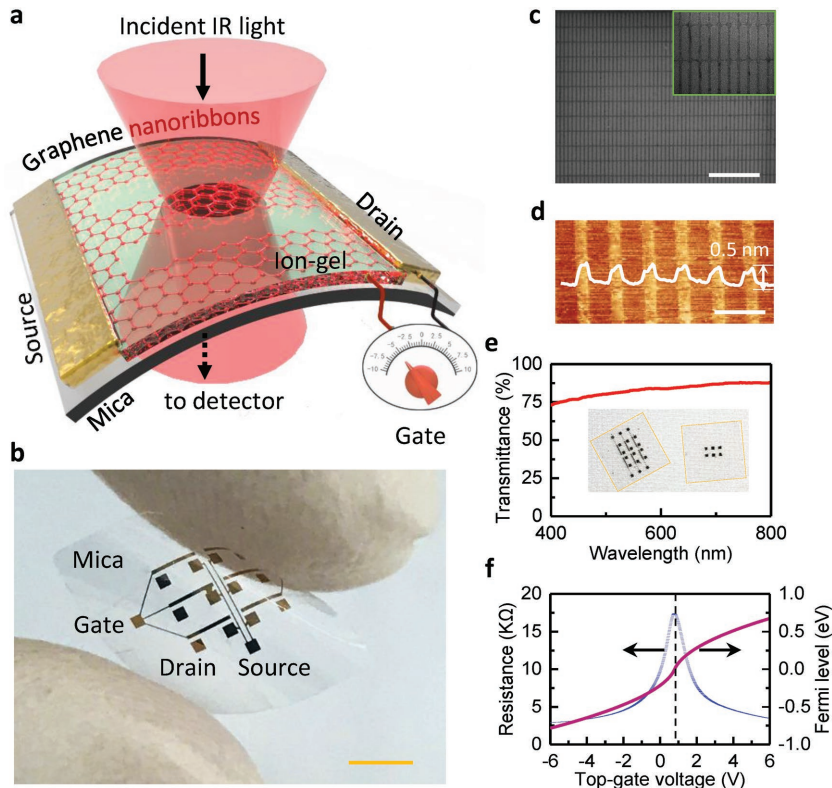 a
Incident IR light
Graphene nanoribbons
Drain
Ion-gel
Source
-10
-7.5
-5
-2.5
0
2.5
5
7.5
10
Mica
to detector
Gate
b
Mica
Gate
Drain
Source
c
d
0.5 nm
e
Transmittance (%)
100
75
50
25
0
400
600
800
Wavelength (nm)
f
Resistance (KΩ)
20
15
10
5
0
1.0
0.5
0.0
-0.5
-1.0
Fermi level (eV)
-6
-4
-2
0
2
4
6
Top-gate voltage (V)